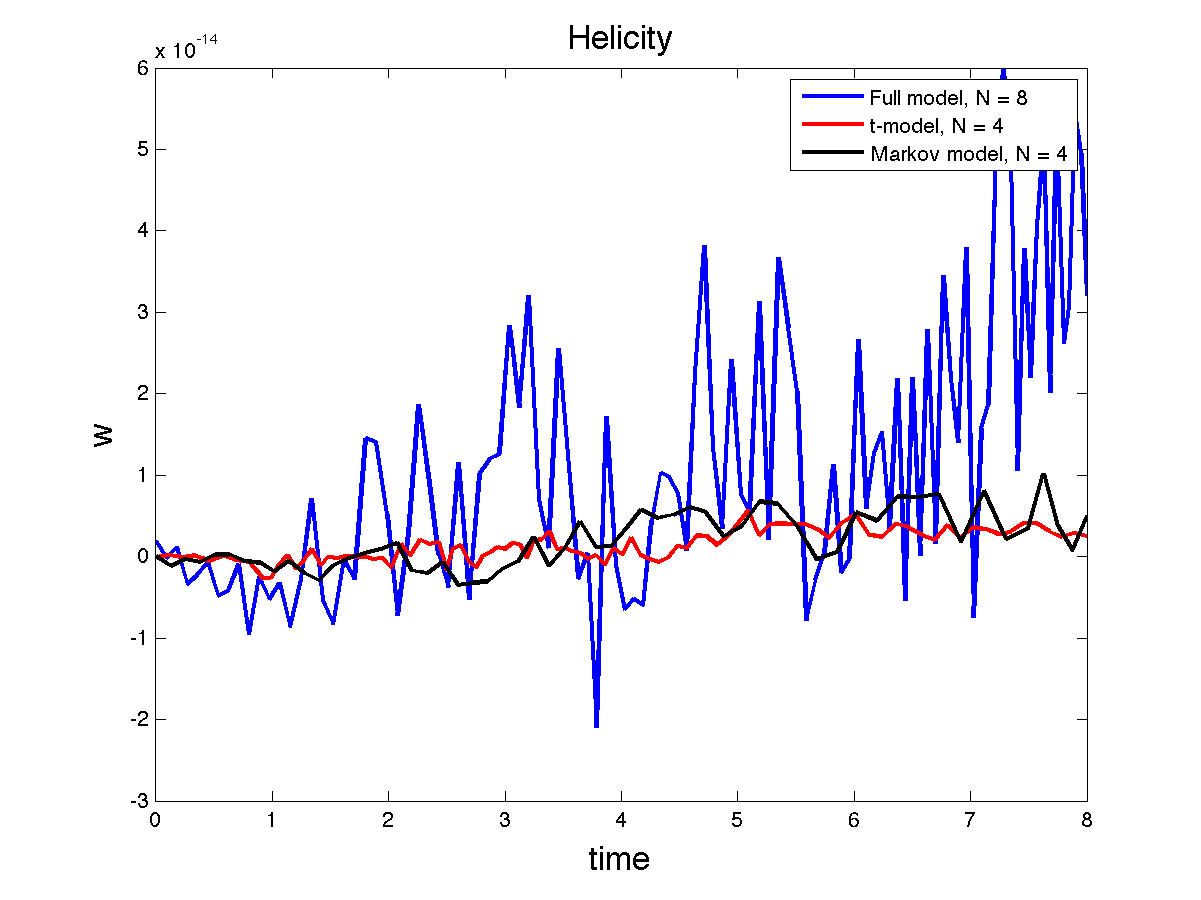 Helicity
x 10^-14
6
5
4
3
2
1
0
-1
-2
-3
w
Full model, N = 8
t-model, N = 4
Markov model, N = 4
0 1 2 3 4 5 6 7 8
time